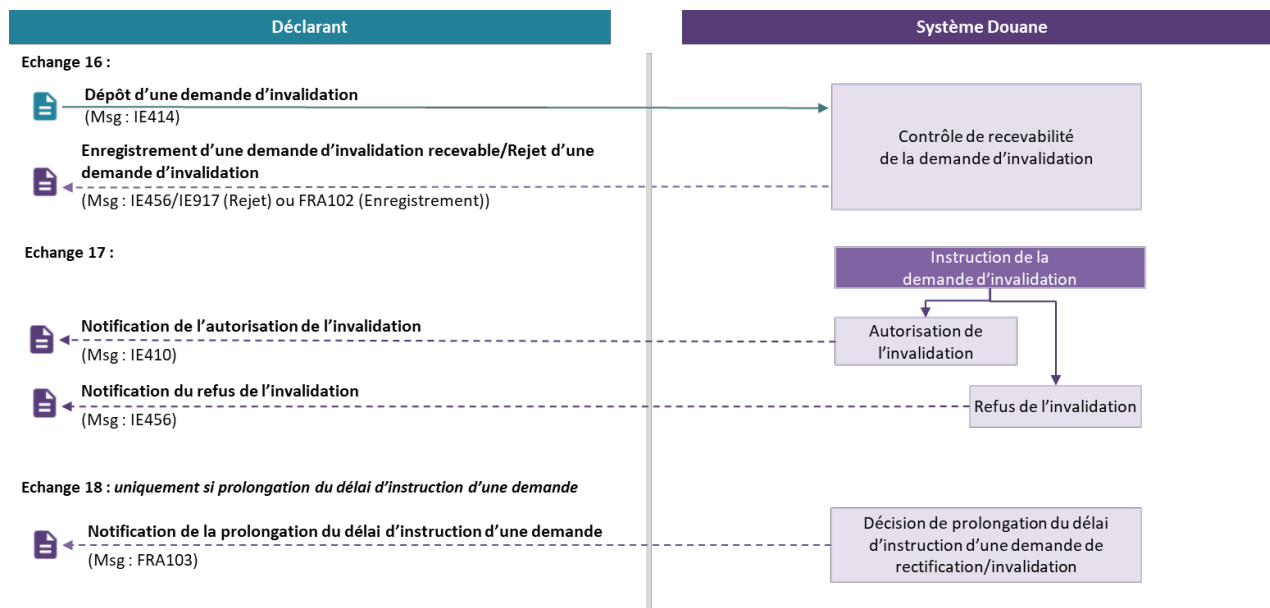 Déclarant
Système Douane
Echange 16 :
Dépôt d'une demande d'invalidation
(Msg : IE414)
Enregistrement d'une demande d'invalidation recevable/Rejet d'une
demande d'invalidation
(Msg : IE456/IE917 (Rejet) ou FRA102 (Enregistrement))
Contrôle de recevabilité
de la demande d'invalidation
Echange 17 :
Instruction de la
demande d'invalidation
Notification de l'autorisation de l'invalidation
(Msg : IE410)
Autorisation de
l'invalidation
Notification du refus de l'invalidation
(Msg : IE456)
Refus de l'invalidation
Echange 18 : uniquement si prolongation du délai d'instruction d'une demande
Notification de la prolongation du délai d'instruction d'une demande
(Msg : FRA103)
Décision de prolongation du délai
d'instruction d'une demande de
rectification/invalidation